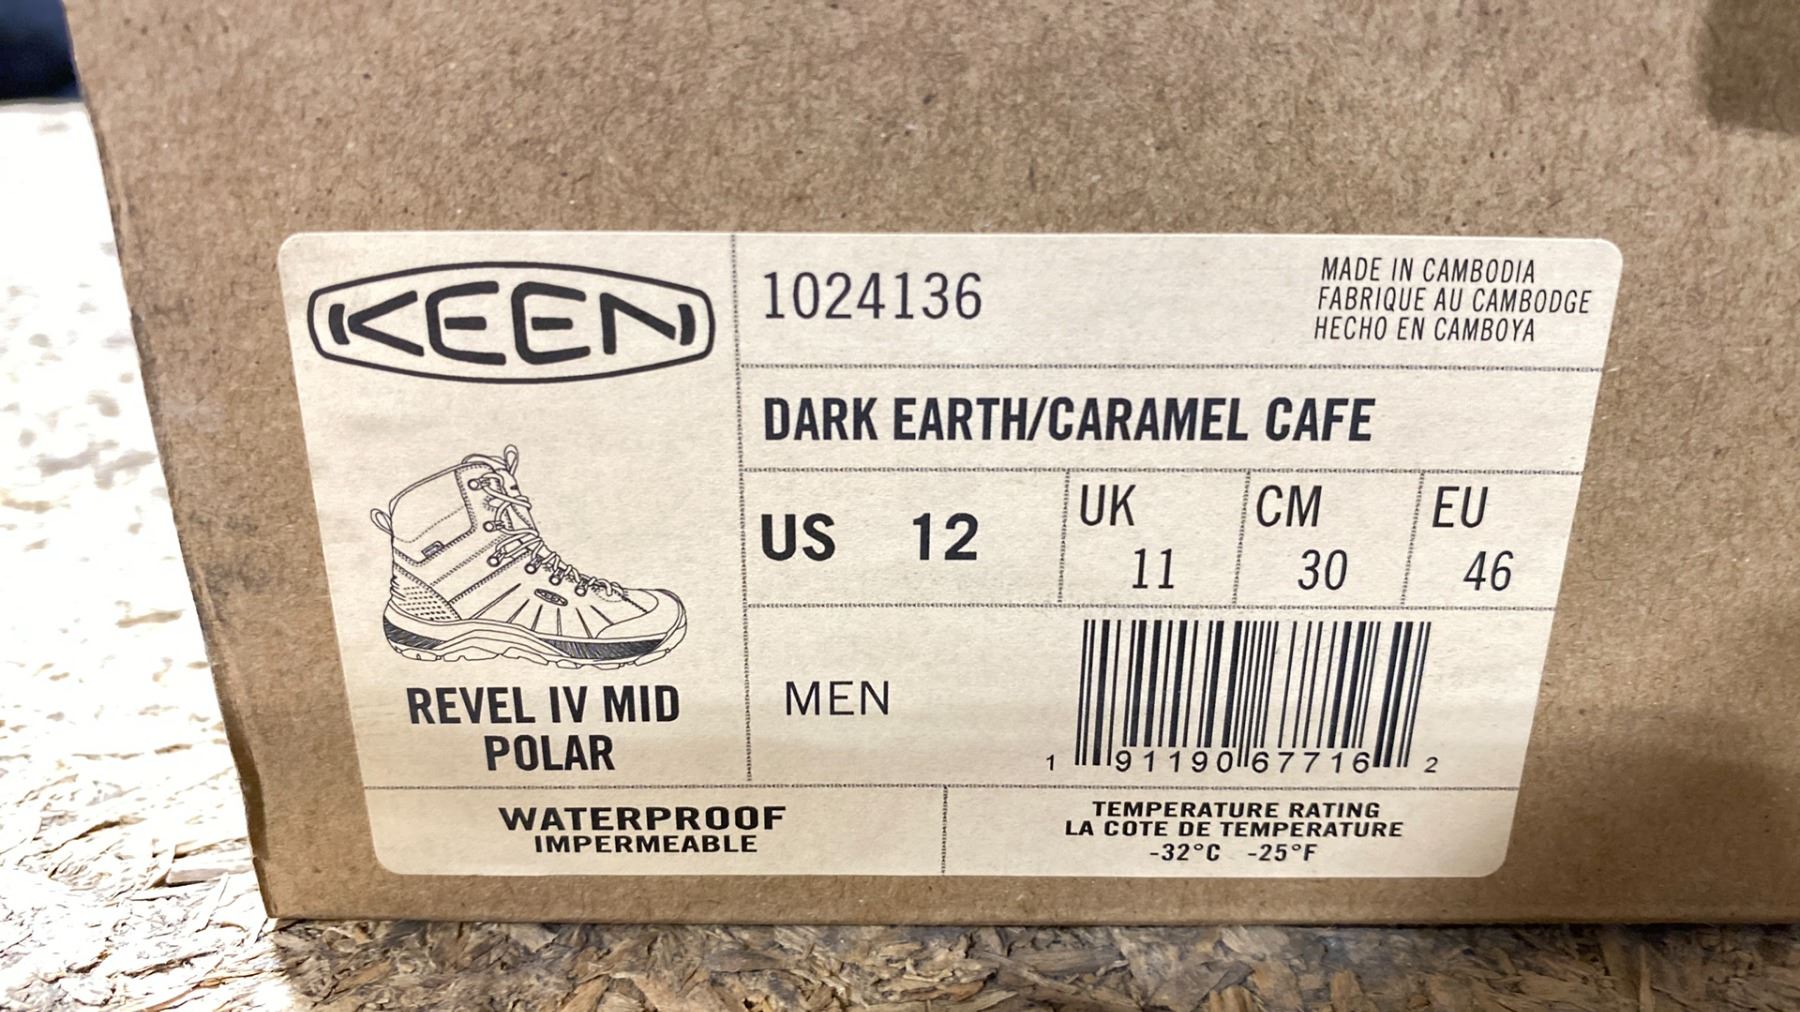 KEEN
1024136
MADE IN CAMBODIA
FABRIQUE AU CAMBODGE
HECHO EN CAMBOYA
DARK EARTH/CARAMEL CAFE
US 12
UK 11
CM 30
EU 46
REVEL IV MID
POLAR
MEN
1 91190 67716 2
WATERPROOF
IMPERMEABLE
TEMPERATURE RATING
LA COTE DE TEMPERATURE
-32°C -25°F